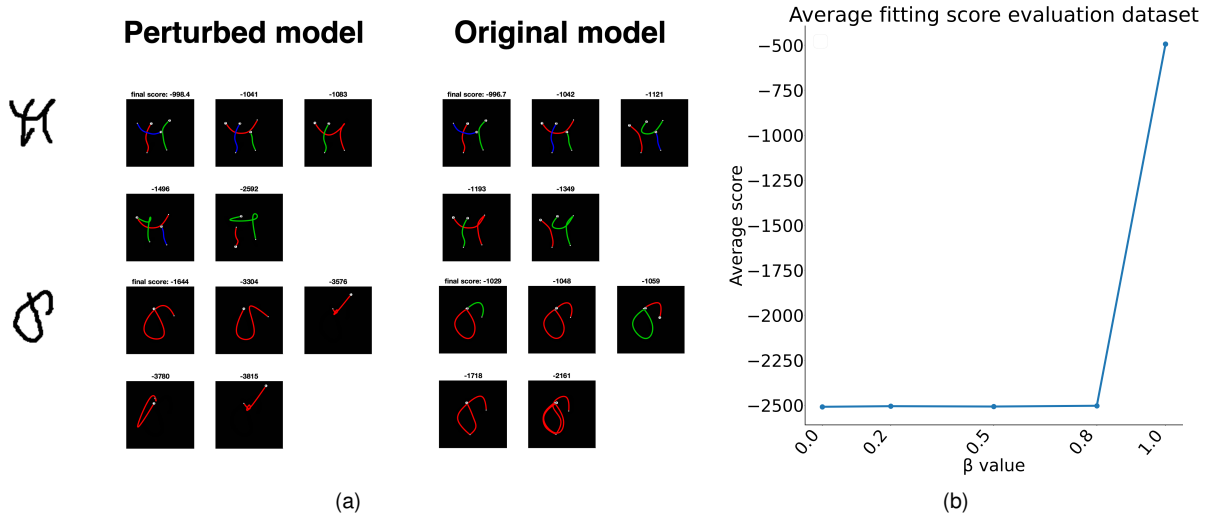 Perturbed model
Original model
final score: -998.4
-1041
-1083
final score: -996.7
-1042
-1121
-1496
-2592
-1193
-1349
final score: -1644
-3304
-3576
final score: -1029
-1048
-1059
-3780
-3815
-1718
-2161
(a)
Average fitting score evaluation dataset
Average score
−500
−750
−1000
−1250
−1500
−1750
−2000
−2250
−2500
0.0
0.2
0.5
0.8
1.0
β value
(b)